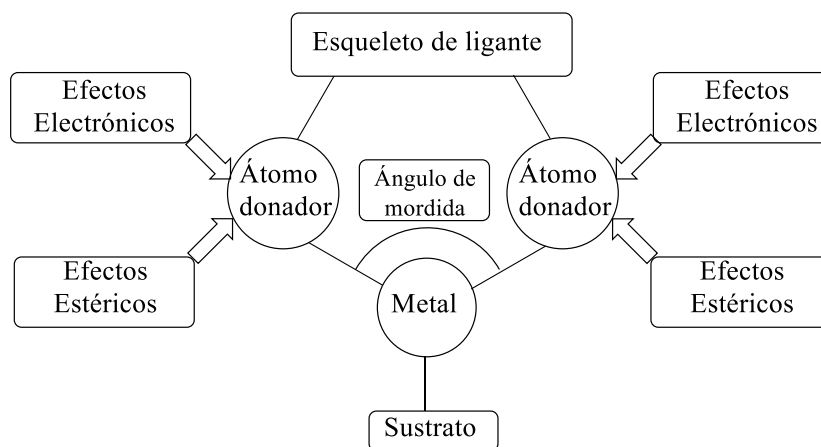 Esqueleto de ligante
Efectos
Electrónicos
Efectos
Electrónicos
Átomo
donador
Ángulo de
mordida
Átomo
donador
Efectos
Estéricos
Metal
Efectos
Estéricos
Sustrato